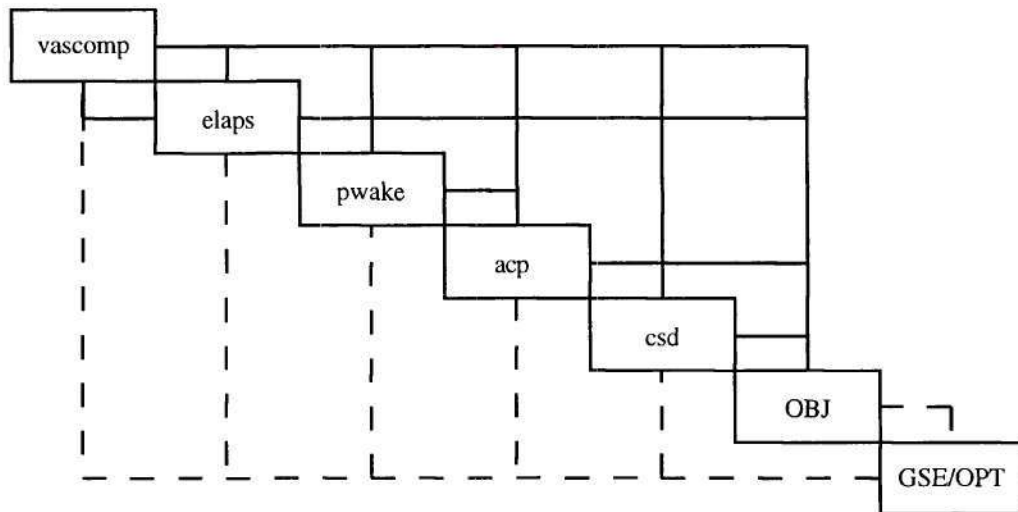 vascomp
elaps
pwake
acp
csd
OBJ
GSE/OPT